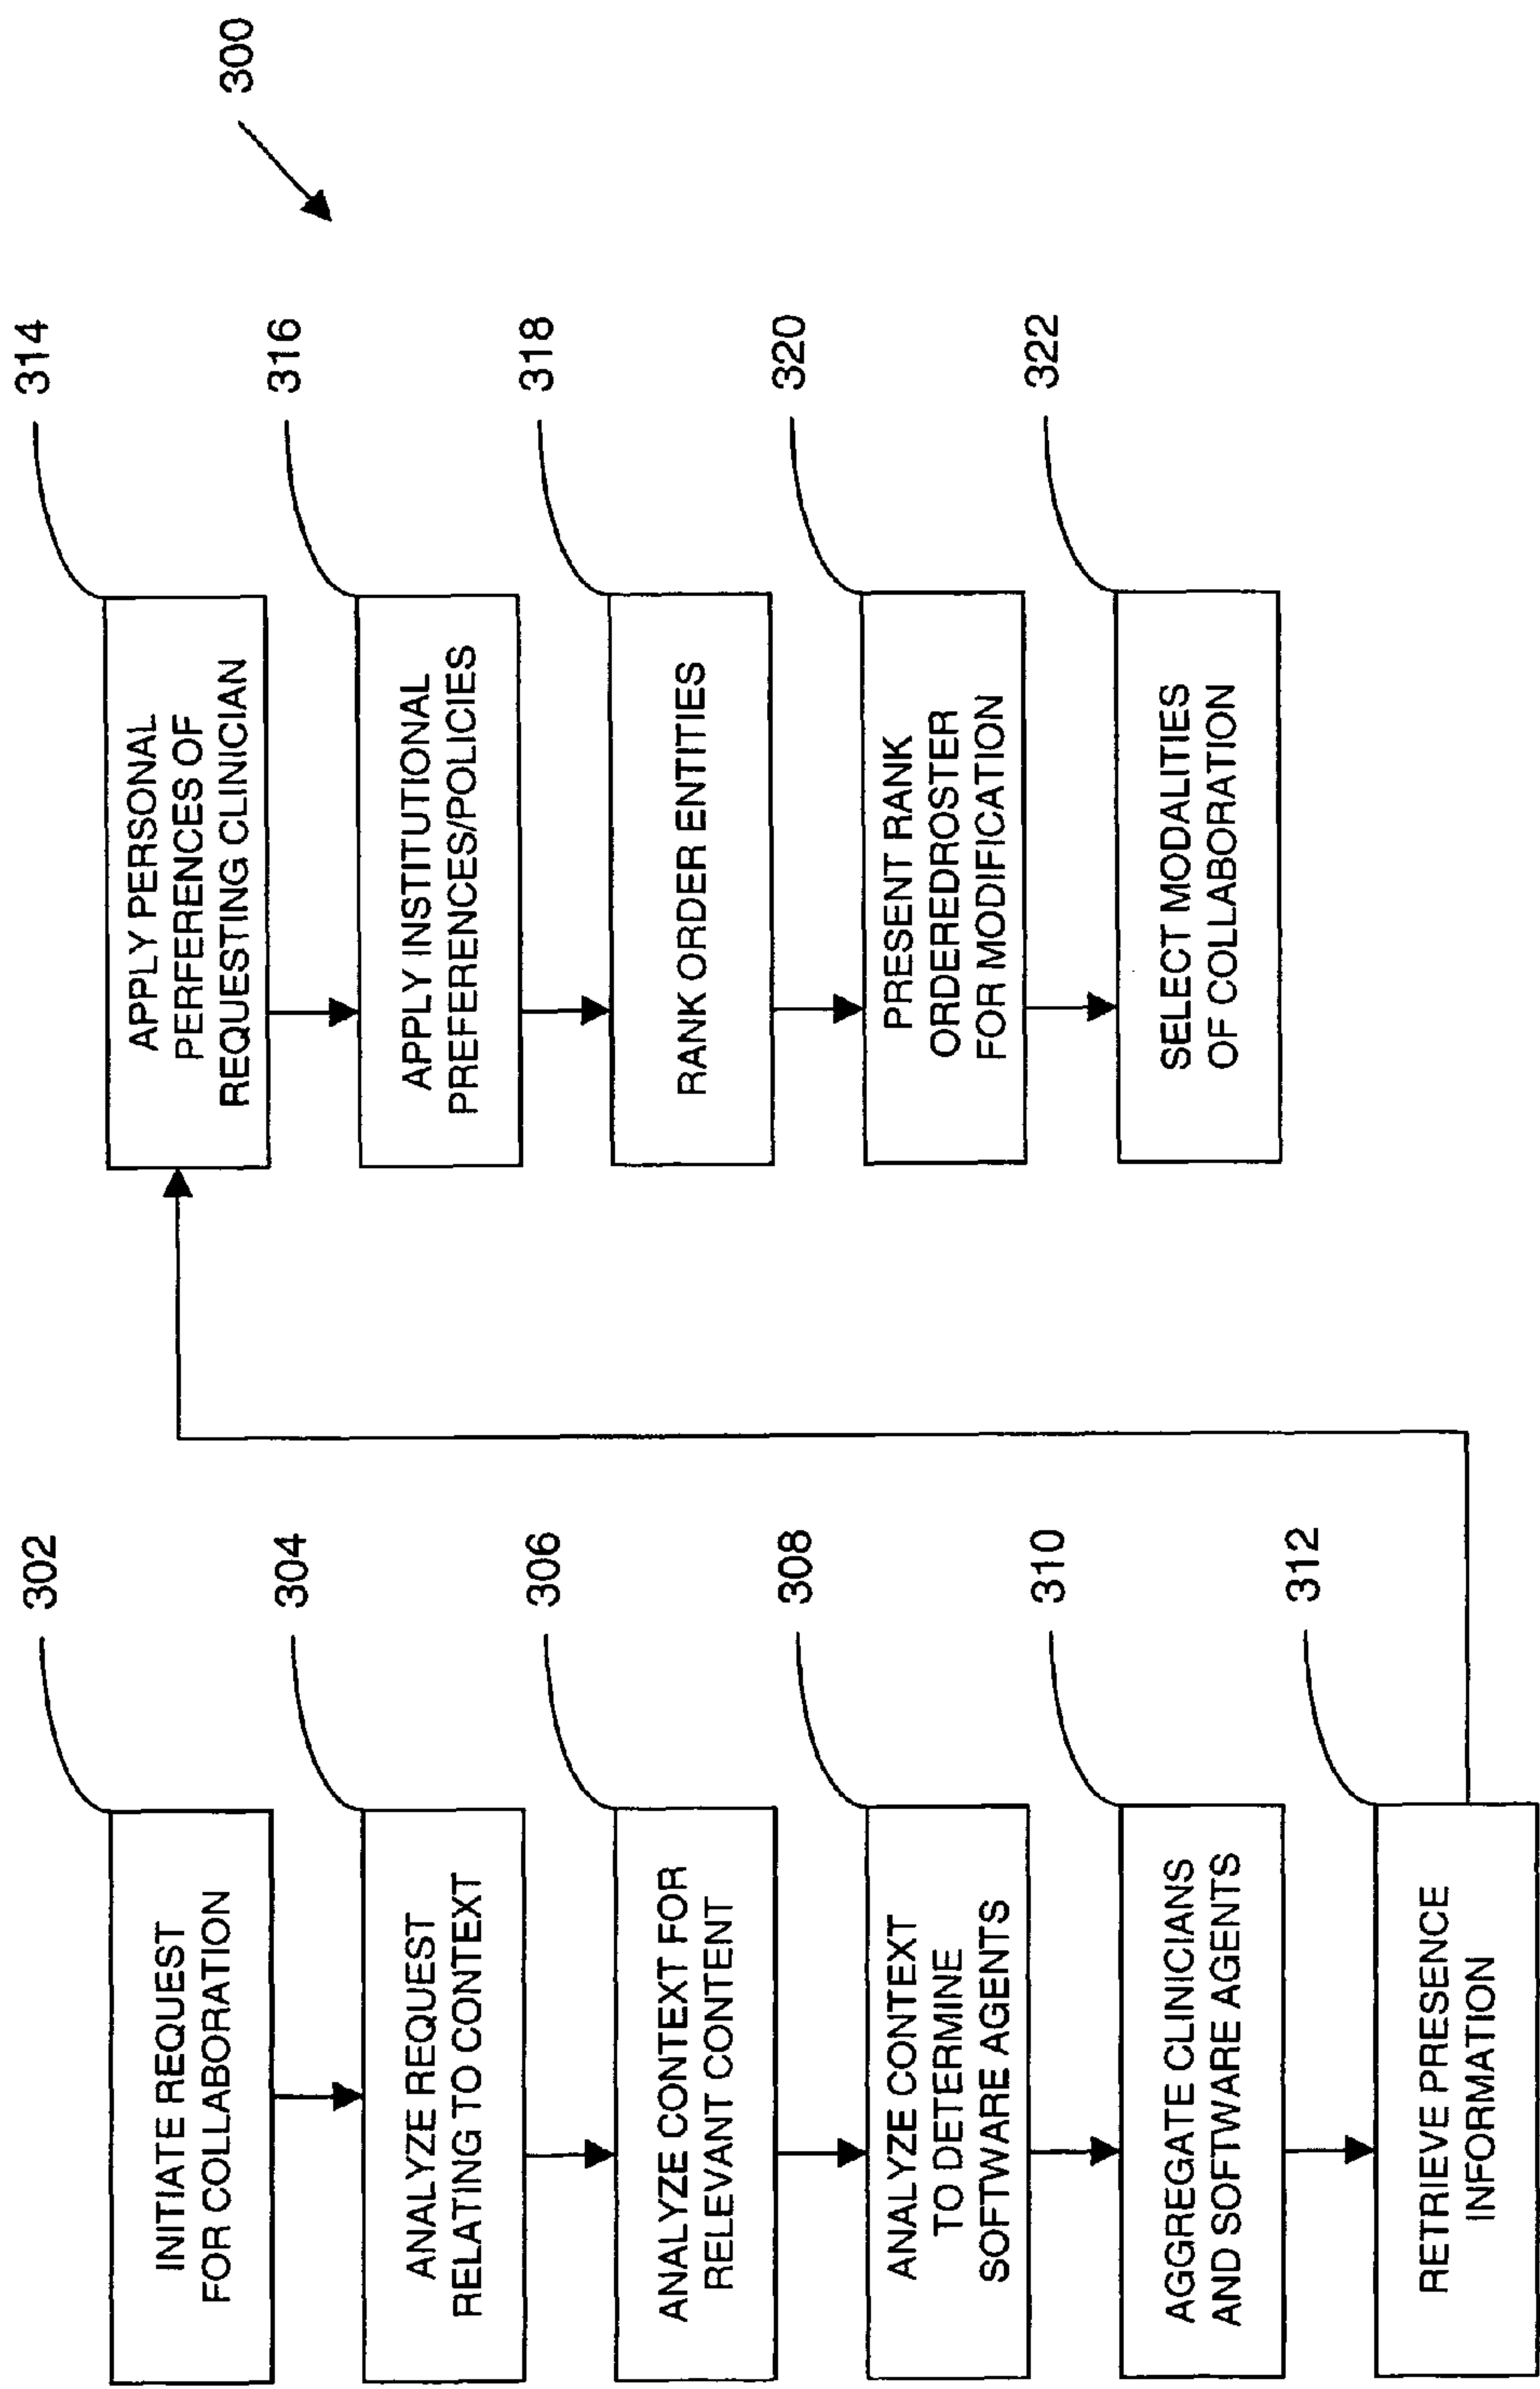 302
INITIATE REQUEST
FOR COLLABORATION
304
ANALYZE REQUEST
RELATING TO CONTEXT
306
ANALYZE CONTEXT FOR
RELEVANT CONTENT
308
ANALYZE CONTEXT
TO DETERMINE
SOFTWARE AGENTS
310
AGGREGATE CLINICIANS
AND SOFTWARE AGENTS
312
RETRIEVE PRESENCE
INFORMATION
314
APPLY PERSONAL
PERFERENCES OF
REQUESTING CLINICIAN
316
APPLY INSTITUTIONAL
PREFERENCES/POLICIES
318
RANK ORDER ENTITIES
320
PRESENT RANK
ORDEREDROSTER
FOR MODIFICATION
322
SELECT MODALITIES
OF COLLABORATION
300